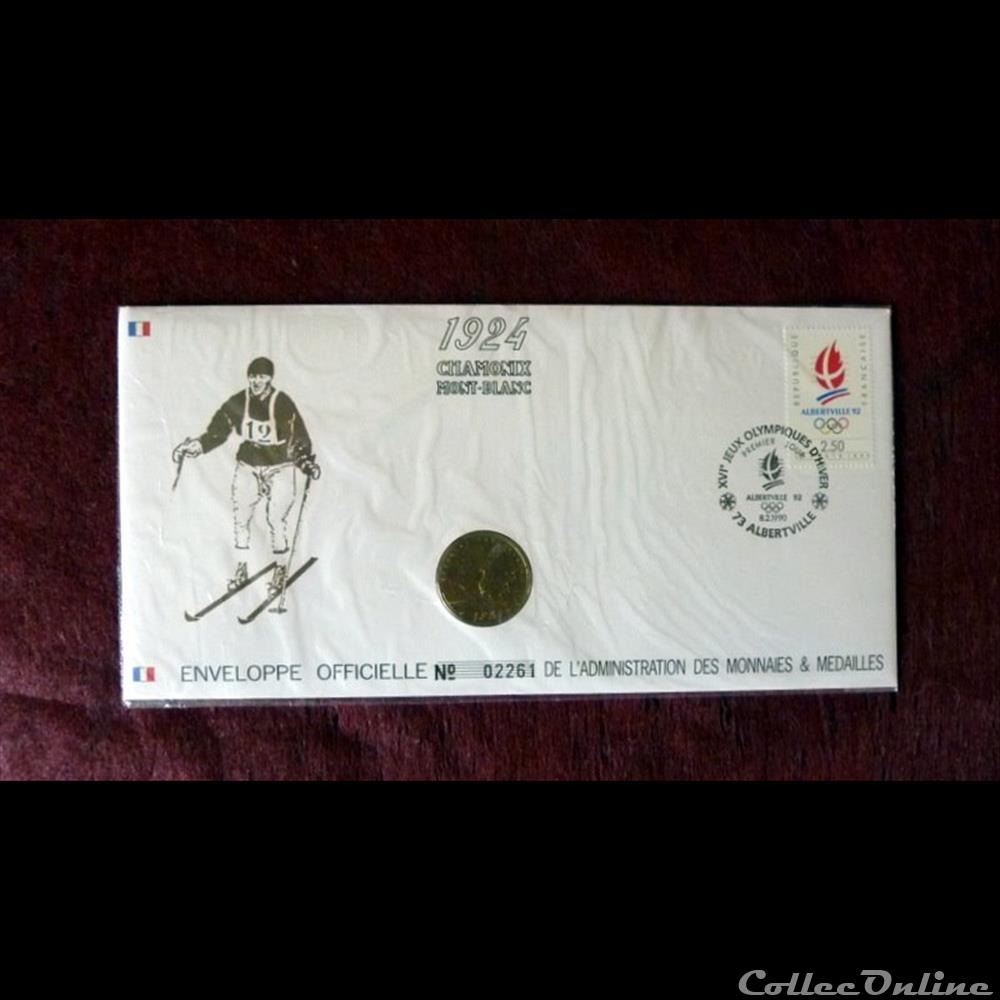 1924
CHAMONIX
MONT-BLANC
12
RÉPUBLIQUE
FRANÇAISE
ALBERTVILLE 92
2,50
XVIᵉ JEUX OLYMPIQUES D'HIVER
PREMIER JOUR
ALBERTVILLE 92
8.2.1990
73 ALBERTVILLE
ENVELOPPE OFFICIELLE Nº 02261 DE L'ADMINISTRATION DES MONNAIES & MEDAILLES
ColleeOnline